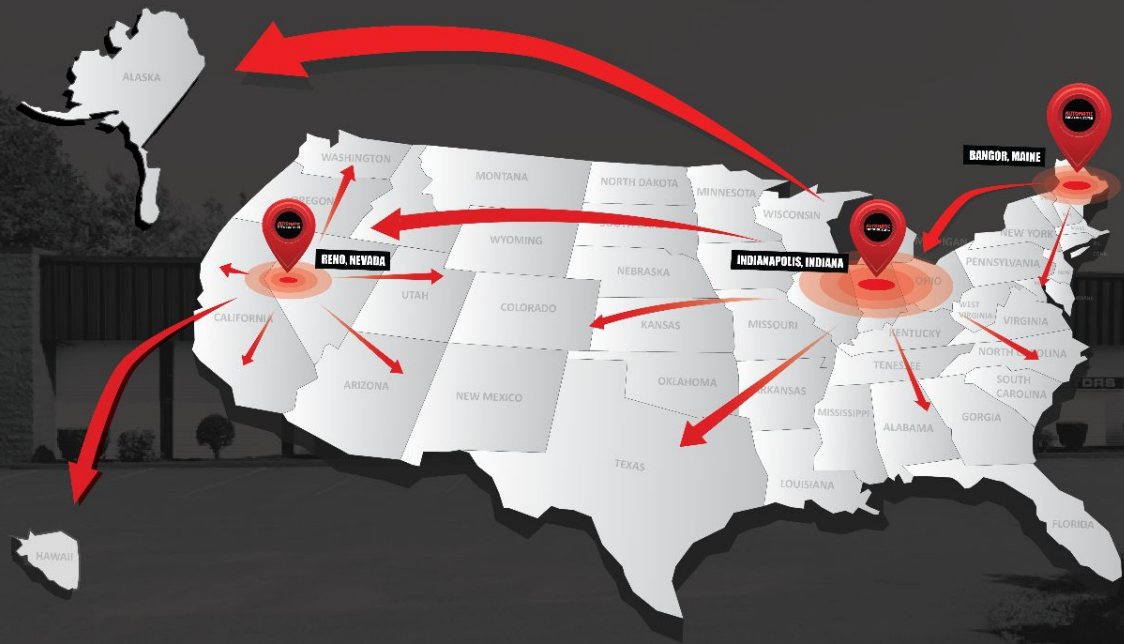 ALASKA
WASHINGTON
MONTANA
NORTH DAKOTA
MINNESOTA
WISCONSIN
BANGOR, MAINE
WYOMING
NEW YORK
RENO, NEVADA
INDIANAPOLIS, INDIANA
OHIO
PENNSYLVANIA
NEBRASKA
UTAH
COLORADO
CALIFORNIA
KANSAS
MISSOURI
WEST
VIRGINIA
VIRGINIA
KENTUCKY
NORTH CAROLINA
TENESSEE
ARIZONA
OKLAHOMA
SOUTH
CAROLINA
NEW MEXICO
MISSISSIPPI
ALABAMA
GORGIA
TEXAS
LOUISIANA
FLORIDA
HAWAII